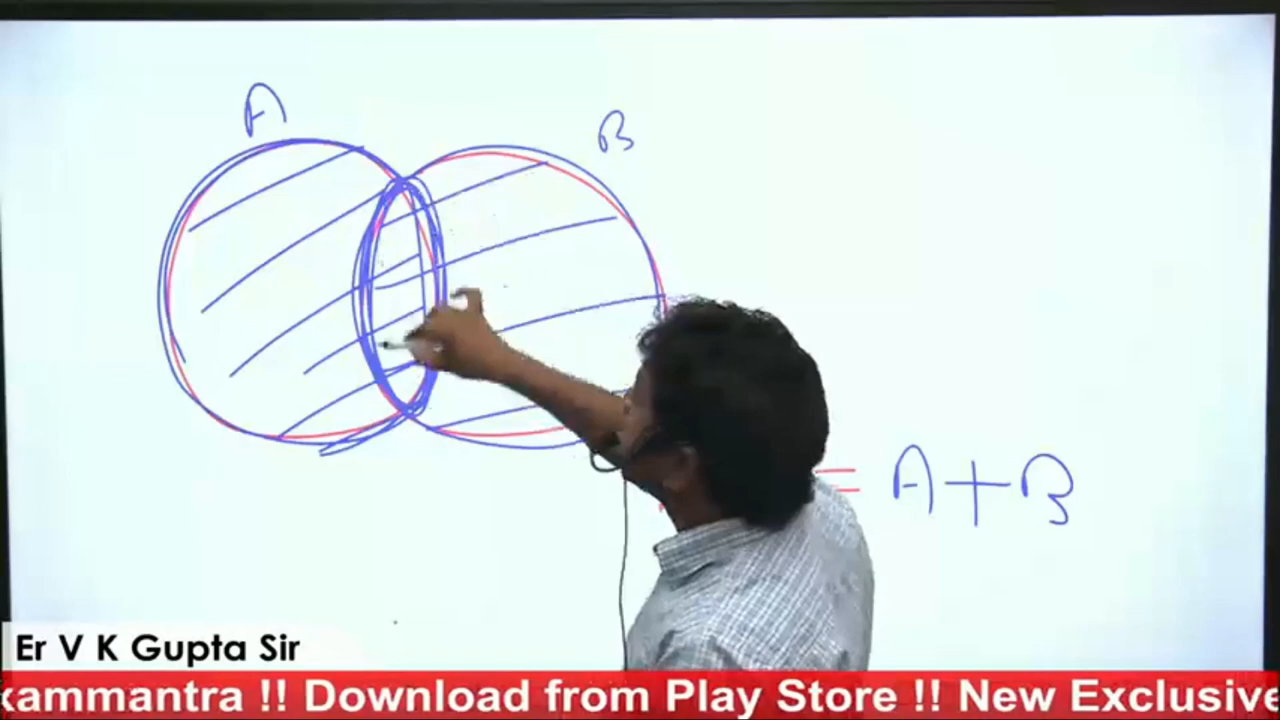 A
B
= A + B
Er V K Gupta Sir
xammantra !! Download from Play Store !! New Exclusive